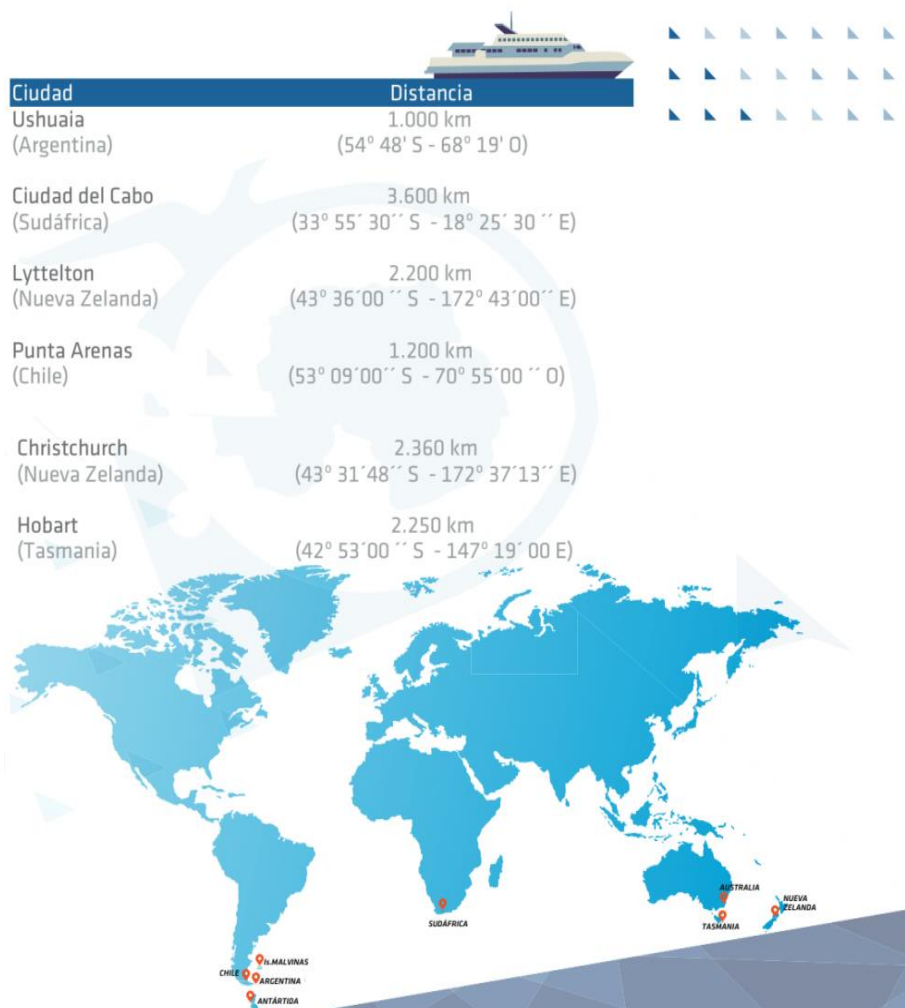 Ciudad Distancia
Ushuaia 1.000 km
(Argentina) (54º 48' S - 68º 19' O)
Ciudad del Cabo 3.600 km
(Sudáfrica) (33º 55´ 30´´ S - 18º 25´ 30 ´´ E)
Lyttelton 2.200 km
(Nueva Zelanda) (43º 36´00 ´´ S - 172º 43´00´´ E)
Punta Arenas 1.200 km
(Chile) (53º 09´00´´ S - 70º 55´00 ´´ O)
Christchurch 2.360 km
(Nueva Zelanda) (43º 31´48´´ S - 172º 37´13´´ E)
Hobart 2.250 km
(Tasmania) (42º 53´00 ´´ S - 147º 19´ 00 E)
AUSTRALIA
NUEVA
ZELANDA
SUDÁFRICA
TASMANIA
Is.MALVINAS
CHILE
ARGENTINA
ANTÁRTIDA